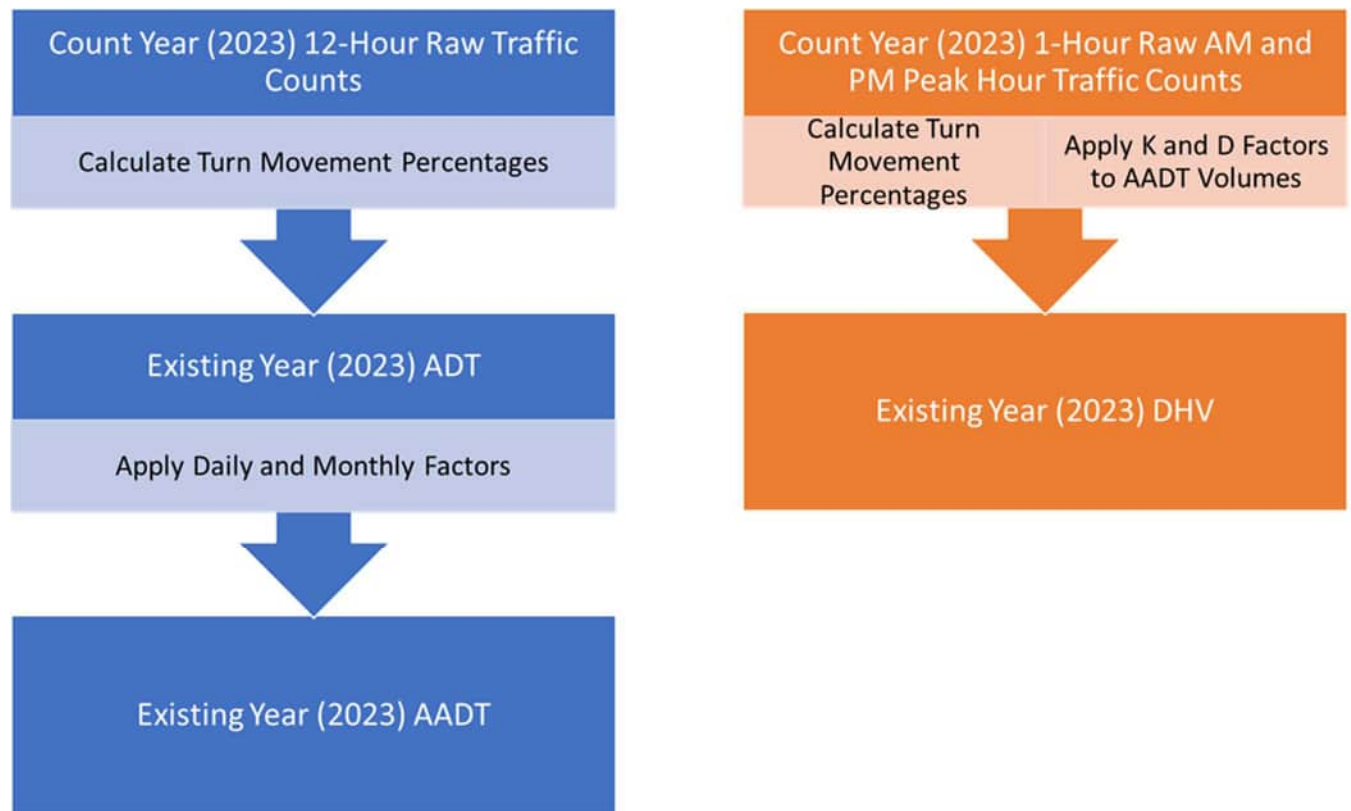 Count Year (2023) 12-Hour Raw Traffic
Counts
Calculate Turn Movement Percentages
Existing Year (2023) ADT
Apply Daily and Monthly Factors
Existing Year (2023) AADT
Count Year (2023) 1-Hour Raw AM and
PM Peak Hour Traffic Counts
Calculate Turn
Movement
Percentages
Apply K and D Factors
to AADT Volumes
Existing Year (2023) DHV